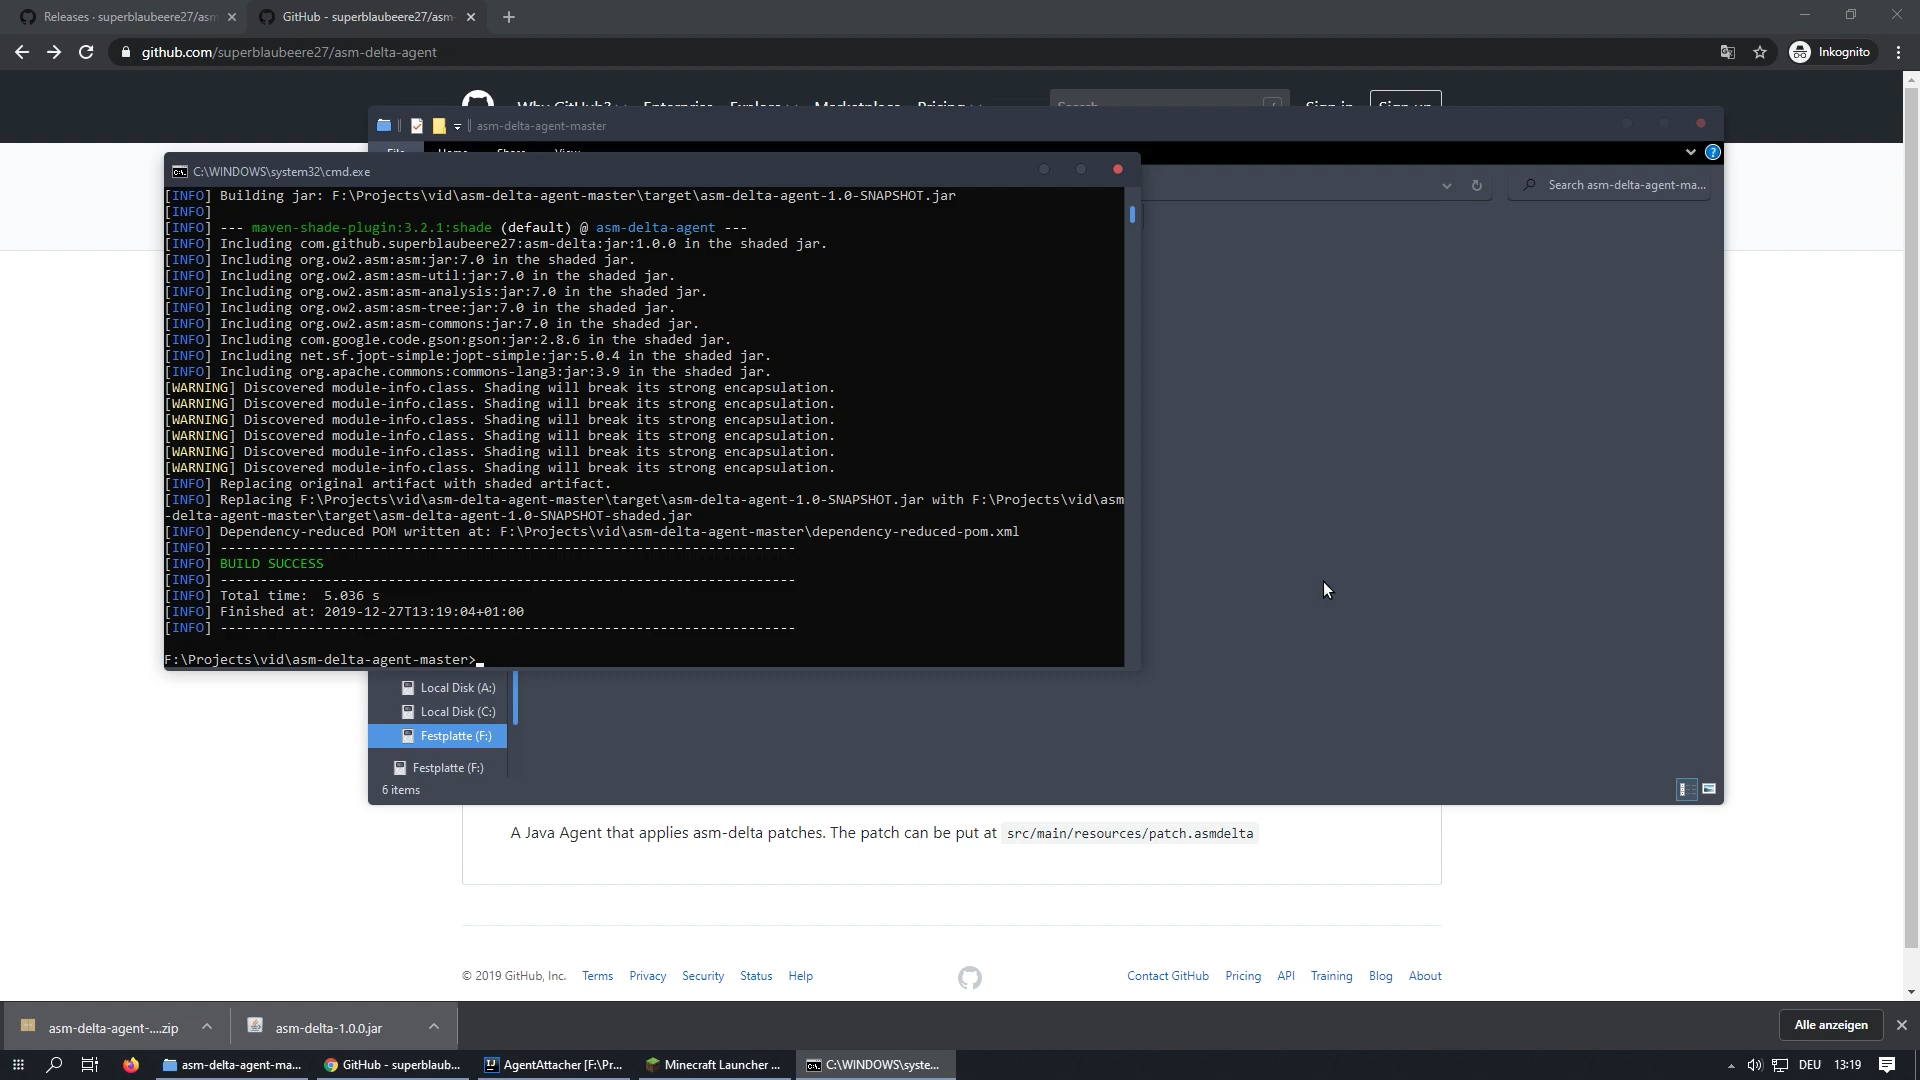 Releases · superblaubeere27/asm
GitHub - superblaubeere27/asm-
github.com/superblaubeere27/asm-delta-agent
Inkognito
Why GitHub? Enterprise Explore Marketplace Pricing
Search
/
Sign in
Sign up
asm-delta-agent-master
File Home Share View
Search asm-delta-agent-ma...
C:\WINDOWS\system32\cmd.exe
[INFO] Building jar: F:\Projects\vid\asm-delta-agent-master\target\asm-delta-agent-1.0-SNAPSHOT.jar
[INFO]
[INFO] --- maven-shade-plugin:3.2.1:shade (default) @ asm-delta-agent ---
[INFO] Including com.github.superblaubeere27:asm-delta:jar:1.0.0 in the shaded jar.
[INFO] Including org.ow2.asm:asm:jar:7.0 in the shaded jar.
[INFO] Including org.ow2.asm:asm-util:jar:7.0 in the shaded jar.
[INFO] Including org.ow2.asm:asm-analysis:jar:7.0 in the shaded jar.
[INFO] Including org.ow2.asm:asm-tree:jar:7.0 in the shaded jar.
[INFO] Including org.ow2.asm:asm-commons:jar:7.0 in the shaded jar.
[INFO] Including com.google.code.gson:gson:jar:2.8.6 in the shaded jar.
[INFO] Including net.sf.jopt-simple:jopt-simple:jar:5.0.4 in the shaded jar.
[INFO] Including org.apache.commons:commons-lang3:jar:3.9 in the shaded jar.
[WARNING] Discovered module-info.class. Shading will break its strong encapsulation.
[WARNING] Discovered module-info.class. Shading will break its strong encapsulation.
[WARNING] Discovered module-info.class. Shading will break its strong encapsulation.
[WARNING] Discovered module-info.class. Shading will break its strong encapsulation.
[WARNING] Discovered module-info.class. Shading will break its strong encapsulation.
[WARNING] Discovered module-info.class. Shading will break its strong encapsulation.
[INFO] Replacing original artifact with shaded artifact.
[INFO] Replacing F:\Projects\vid\asm-delta-agent-master\target\asm-delta-agent-1.0-SNAPSHOT.jar with F:\Projects\vid\asm
-delta-agent-master\target\asm-delta-agent-1.0-SNAPSHOT-shaded.jar
[INFO] Dependency-reduced POM written at: F:\Projects\vid\asm-delta-agent-master\dependency-reduced-pom.xml
[INFO] ------------------------------------------------------------------------
[INFO] BUILD SUCCESS
[INFO] ------------------------------------------------------------------------
[INFO] Total time:  5.036 s
[INFO] Finished at: 2019-12-27T13:19:04+01:00
[INFO] ------------------------------------------------------------------------
F:\Projects\vid\asm-delta-agent-master>
Local Disk (A:)
Local Disk (C:)
Festplatte (F:)
Festplatte (F:)
6 items
A Java Agent that applies asm-delta patches. The patch can be put at src/main/resources/patch.asmdelta
© 2019 GitHub, Inc. Terms Privacy Security Status Help
Contact GitHub Pricing API Training Blog About
asm-delta-agent-....zip
asm-delta-1.0.0.jar
Alle anzeigen
asm-delta-agent-ma...
GitHub - superblaub...
AgentAttacher [F:\Pr...
Minecraft Launcher ...
C:\WINDOWS\syste...
DEU
13:19